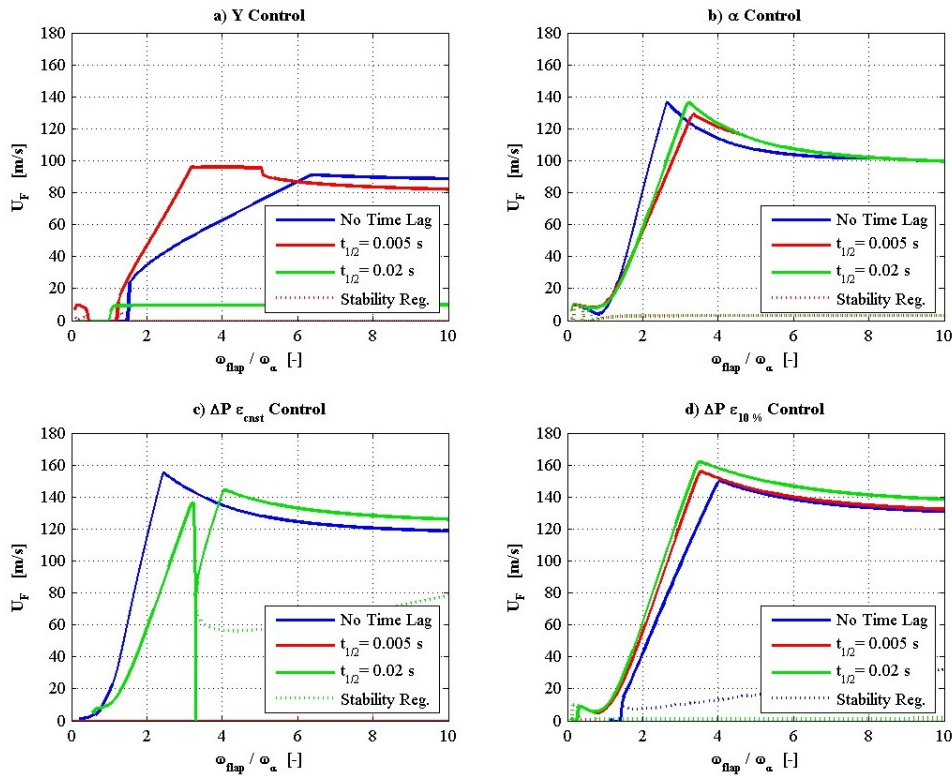 a) Y Control
180
160
140
120
100
80
60
40
20
0
U_F [m/s]
0 2 4 6 8 10
ω_flap / ω_α [-]
No Time Lag
t_1/2 = 0.005 s
t_1/2 = 0.02 s
Stability Reg.
b) α Control
180
160
140
120
100
80
60
40
20
0
U_F [m/s]
0 2 4 6 8 10
ω_flap / ω_α [-]
No Time Lag
t_1/2 = 0.005 s
t_1/2 = 0.02 s
Stability Reg.
c) ΔP ε_cnst Control
180
160
140
120
100
80
60
40
20
0
U_F [m/s]
0 2 4 6 8 10
ω_flap / ω_α [-]
No Time Lag
t_1/2 = 0.005 s
t_1/2 = 0.02 s
Stability Reg.
d) ΔP ε_10 % Control
180
160
140
120
100
80
60
40
20
0
U_F [m/s]
0 2 4 6 8 10
ω_flap / ω_α [-]
No Time Lag
t_1/2 = 0.005 s
t_1/2 = 0.02 s
Stability Reg.